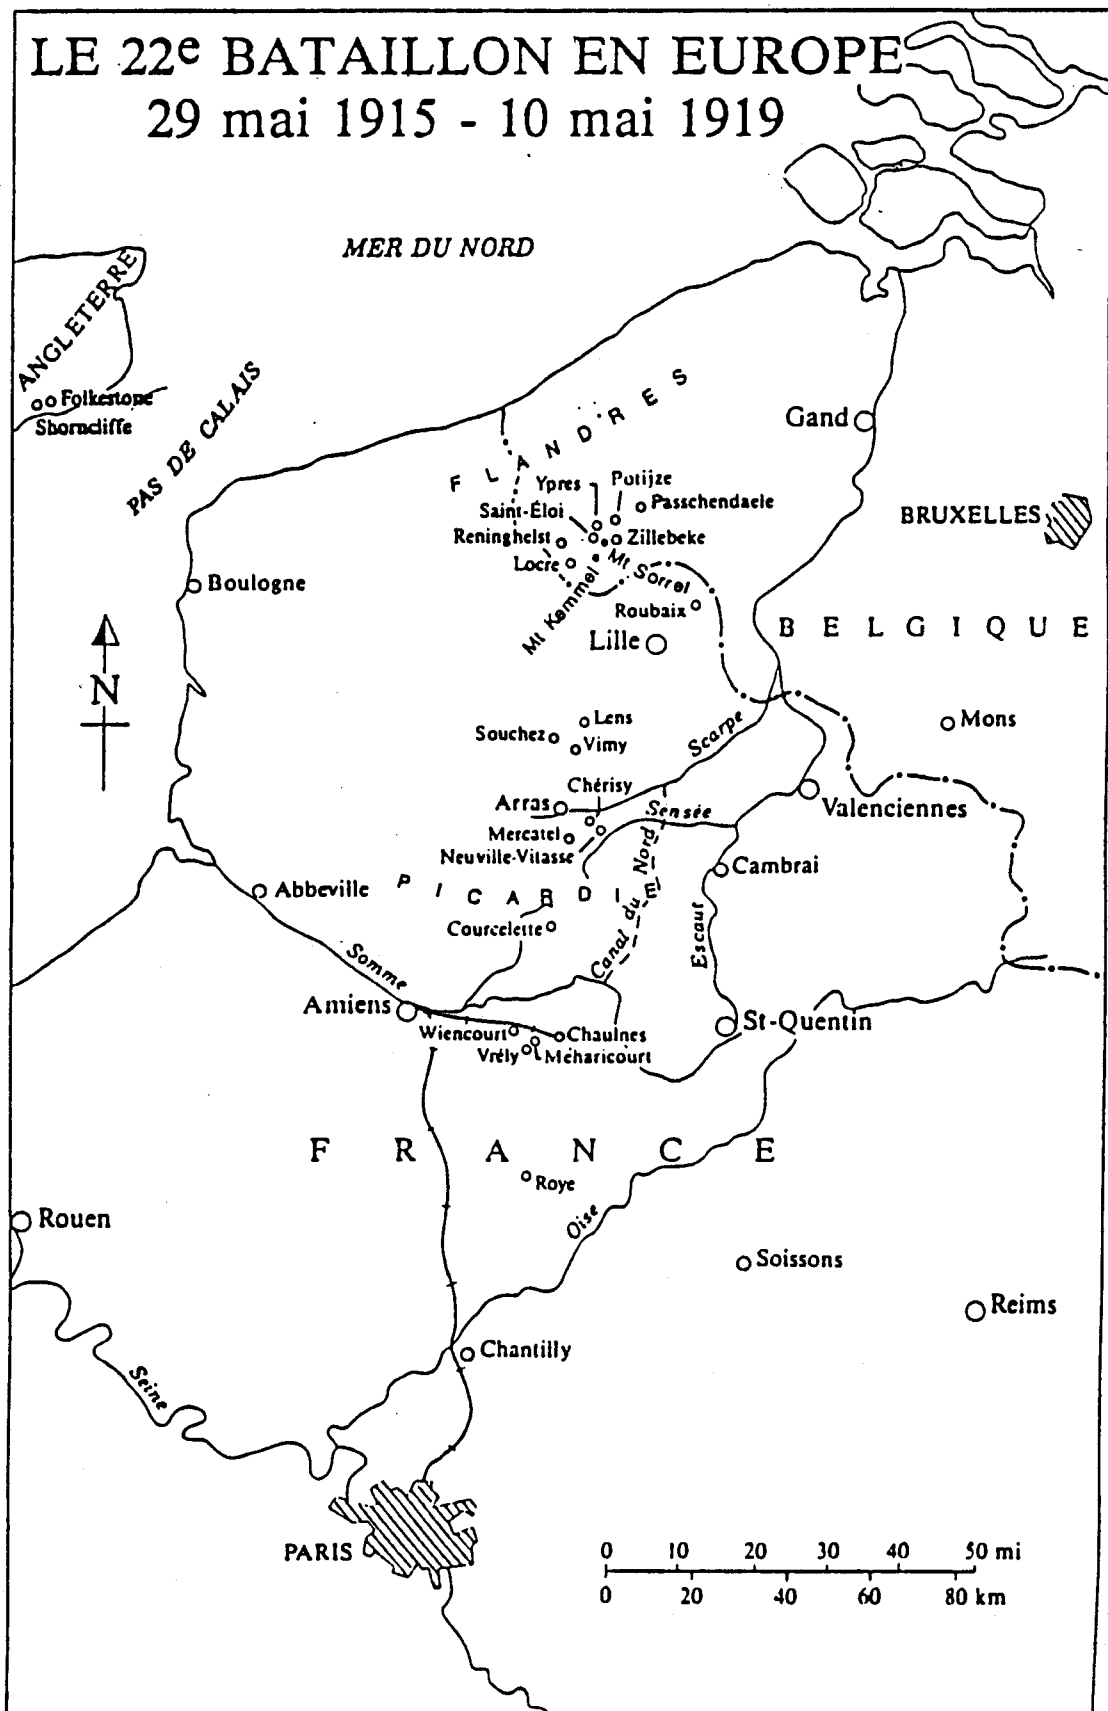 LE 22e BATAILLON EN EUROPE
29 mai 1915 - 10 mai 1919
MER DU NORD
ANGLETERRE
Folkestone
Shorncliffe
PAS DE CALAIS
FLANDRES
Gand
Ypres
Potijze
Passchendaele
Saint-Éloi
BRUXELLES
Reninghelst
Zillebeke
Locre
Mt Sorrel
Mt Kemmel
Boulogne
Roubaix
BELGIQUE
Lille
N
Lens
Mons
Souchez
Vimy
Scarpe
Chérisy
Arras
Sensée
Valenciennes
Mercatel
Neuville-Vitasse
Cambrai
Abbeville
PICARDIE
Canal du Nord
Courcelette
Escaut
Somme
Amiens
St-Quentin
Wiencourt
Chaulnes
Vrély
Méharicourt
FRANCE
Roye
Rouen
Oise
Soissons
Reims
Chantilly
Seine
PARIS
0 10 20 30 40 50 mi
0 20 40 60 80 km